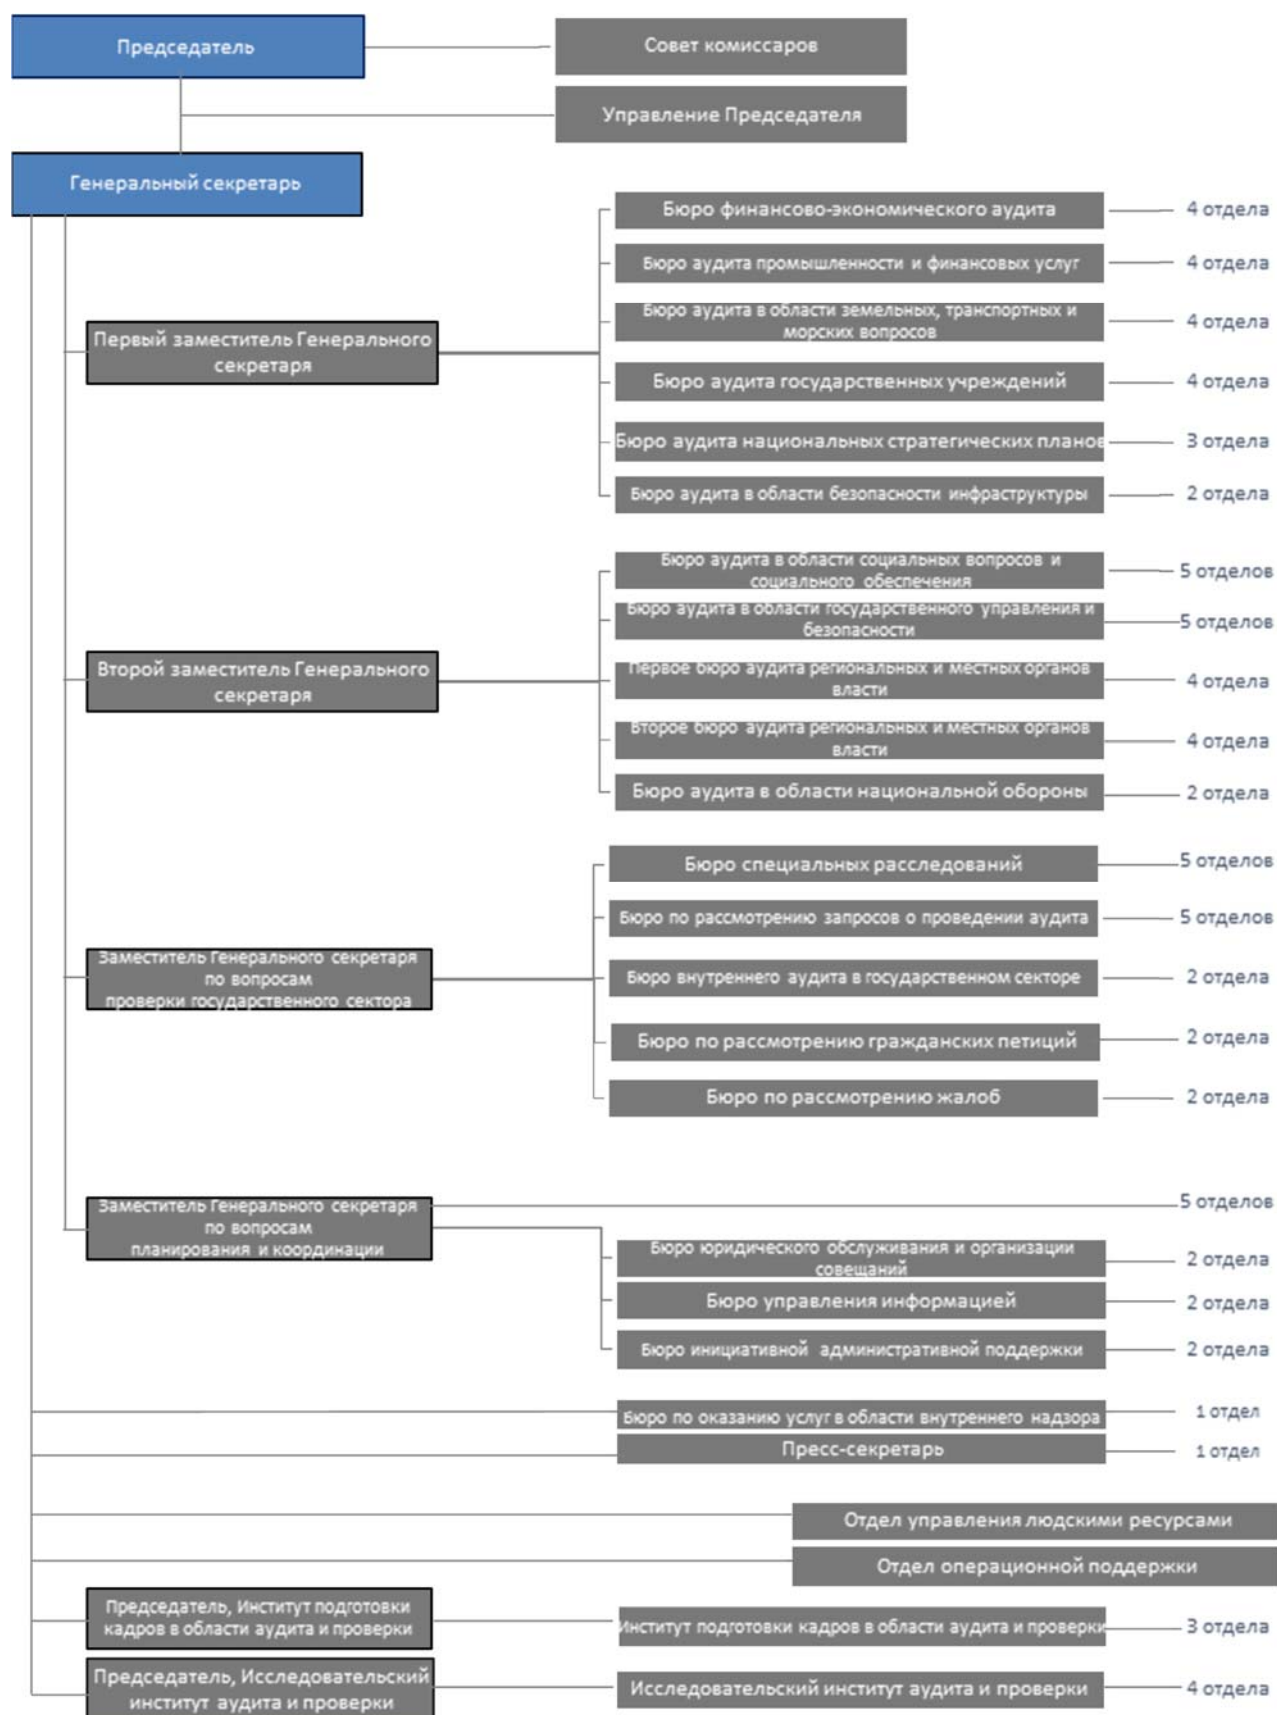 Председатель
Совет комиссаров
Управление Председателя
Генеральный секретарь
Бюро финансово-экономического аудита
4 отдела
Бюро аудита промышленности и финансовых услуг
4 отдела
Бюро аудита в области земельных, транспортных и
морских вопросов
4 отдела
Первый заместитель Генерального
секретаря
Бюро аудита государственных учреждений
4 отдела
Бюро аудита национальных стратегических планов
3 отдела
Бюро аудита в области безопасности инфраструктуры
2 отдела
Бюро аудита в области социальных вопросов и
социального обеспечения
5 отделов
Бюро аудита в области государственного управления и
безопасности
5 отделов
Второй заместитель Генерального
секретаря
Первое бюро аудита региональных и местных органов
власти
4 отдела
Второе бюро аудита региональных и местных органов
власти
4 отдела
Бюро аудита в области национальной обороны
2 отдела
Бюро специальных расследований
5 отделов
Бюро по рассмотрению запросов о проведении аудита
5 отделов
Заместитель Генерального секретаря
по вопросам
проверки государственного сектора
Бюро внутреннего аудита в государственном секторе
2 отдела
Бюро по рассмотрению гражданских петиций
2 отдела
Бюро по рассмотрению жалоб
2 отдела
Заместитель Генерального секретаря
по вопросам
планирования и координации
5 отделов
Бюро юридического обслуживания и организации
совещаний
2 отдела
Бюро управления информацией
2 отдела
Бюро инициативной административной поддержки
2 отдела
Бюро по оказанию услуг в области внутреннего надзора
1 отдел
Пресс-секретарь
1 отдел
Отдел управления людскими ресурсами
Отдел операционной поддержки
Председатель, Институт подготовки
кадров в области аудита и проверки
Институт подготовки кадров в области аудита и проверки
3 отдела
Председатель, Исследовательский
институт аудита и проверки
Исследовательский институт аудита и проверки
4 отдела